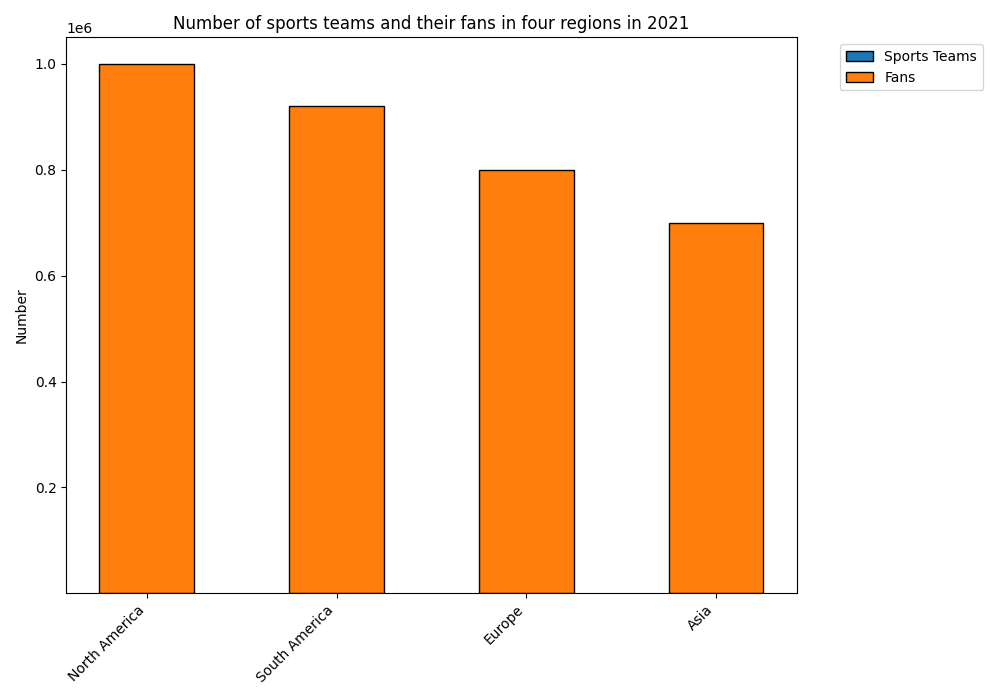 Number of sports teams and their fans in four regions in 2021
1e6
Sports Teams
Fans
1.0
0.8
0.6
0.4
0.2
Number
North America
South America
Europe
Asia